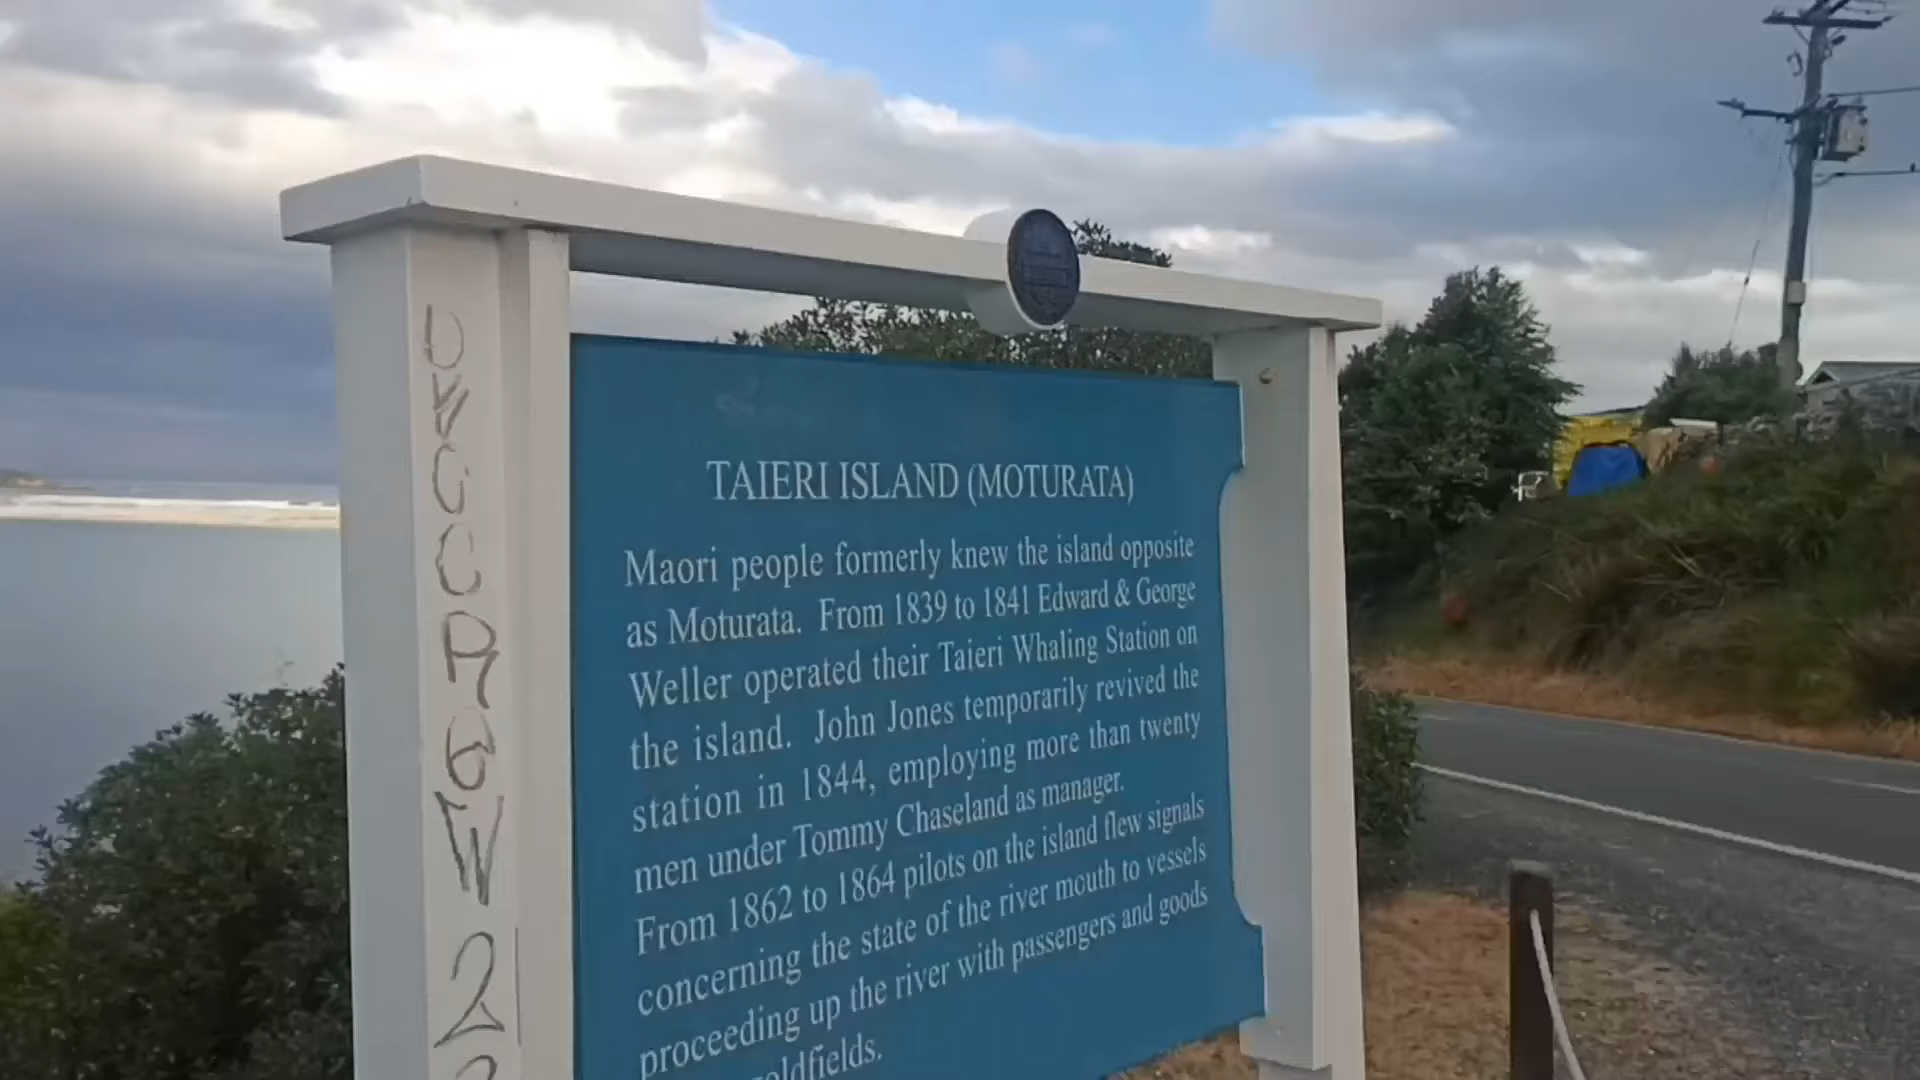 TAIERI ISLAND (MOTURATA)
Maori people formerly knew the island opposite
as Moturata. From 1839 to 1841 Edward & George
Weller operated their Taieri Whaling Station on
the island. John Jones temporarily revived the
station in 1844, employing more than twenty
men under Tommy Chaseland as manager.
From 1862 to 1864 pilots on the island flew signals
concerning the state of the river mouth to vessels
proceeding up the river with passengers and goods